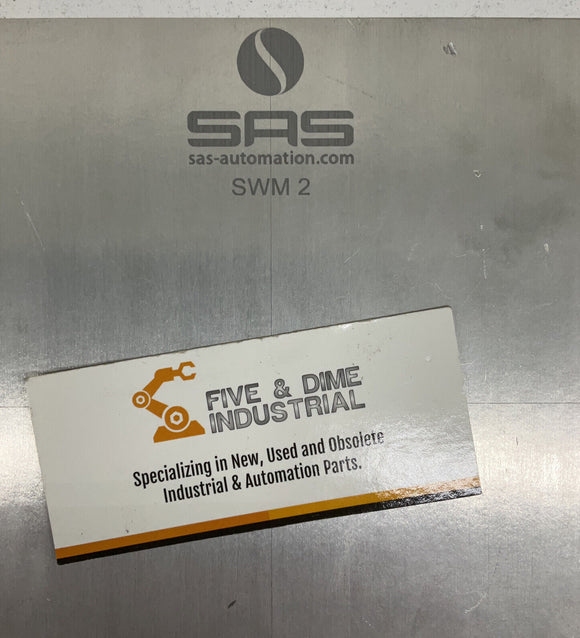 SAS
sas-automation.com
SWM 2
FIVE & DIME
INDUSTRIAL
Specializing in New, Used and Obsolete
Industrial & Automation Parts.